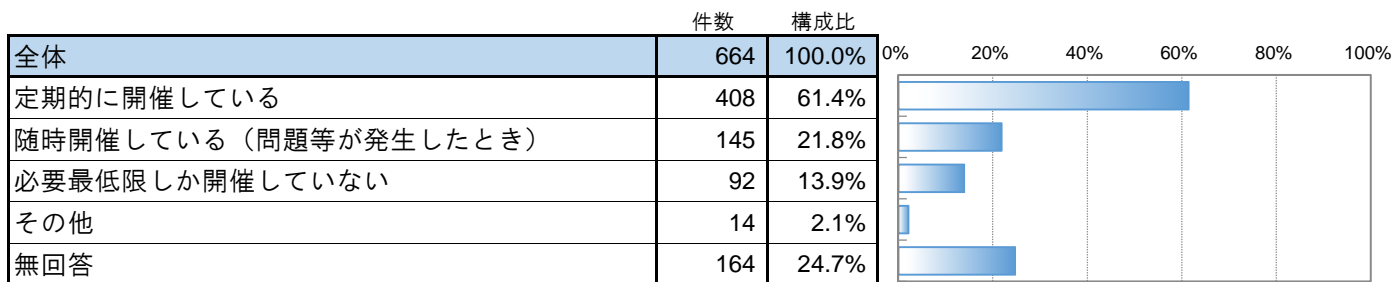 件数 構成比
全体 664 100.0% 0% 20% 40% 60% 80% 100%
定期的に開催している 408 61.4%
随時開催している（問題等が発生したとき） 145 21.8%
必要最低限しか開催していない 92 13.9%
その他 14 2.1%
無回答 164 24.7%